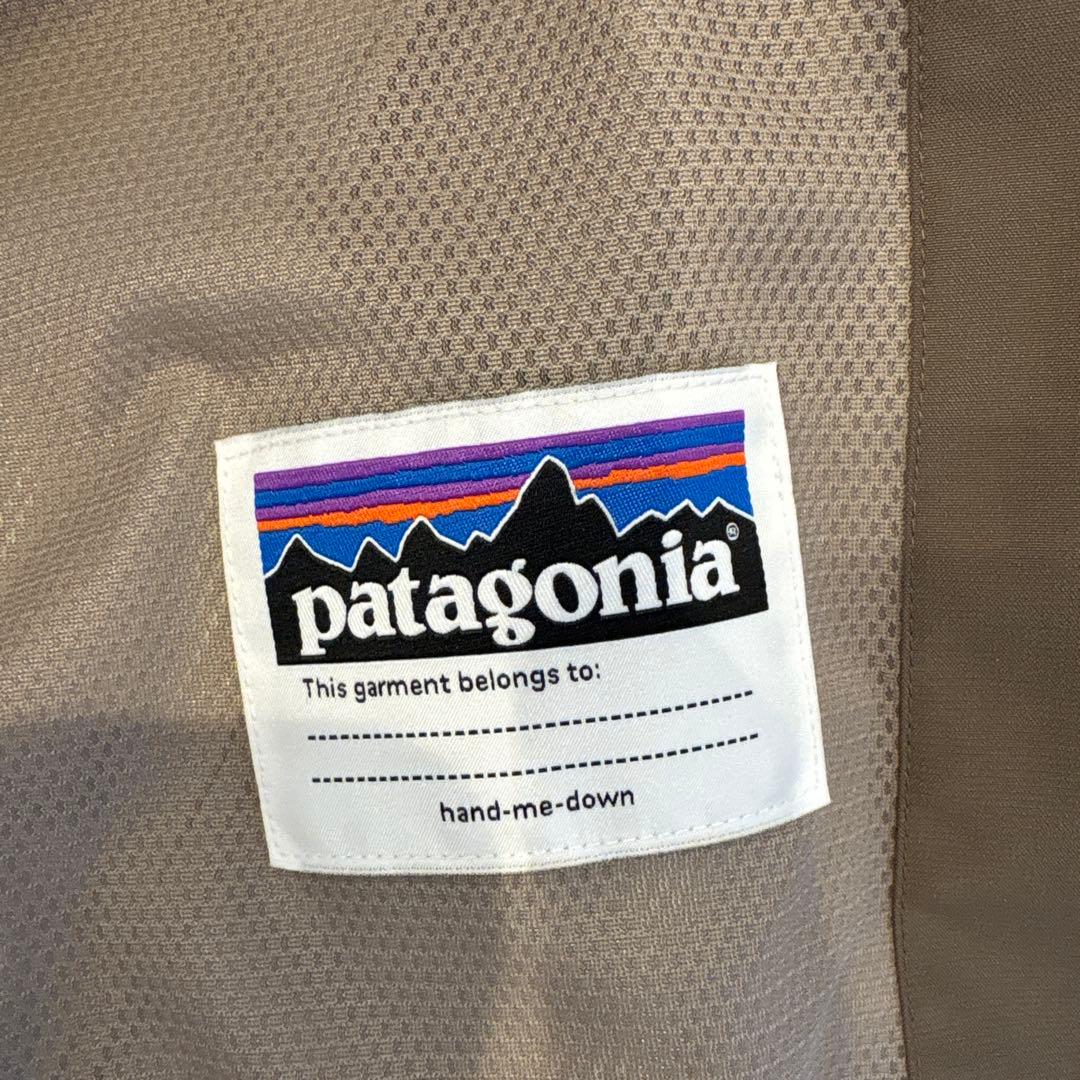 patagonia®
This garment belongs to:
hand-me-down